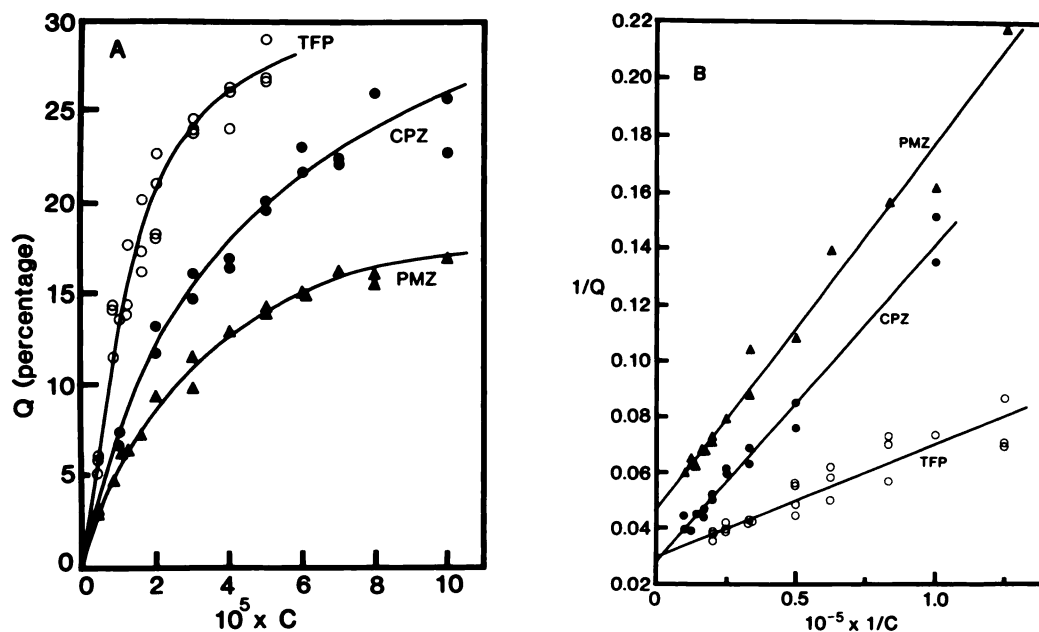 A
TFP
CPZ
PMZ
Q (percentage)
30
25
20
15
10
5
0
0 2 4 6 8 10
10⁵ x C
B
PMZ
CPZ
TFP
1/Q
0.22
0.20
0.18
0.16
0.14
0.12
0.10
0.08
0.06
0.04
0.02
0 0.5 1.0
10⁻⁵ x 1/C